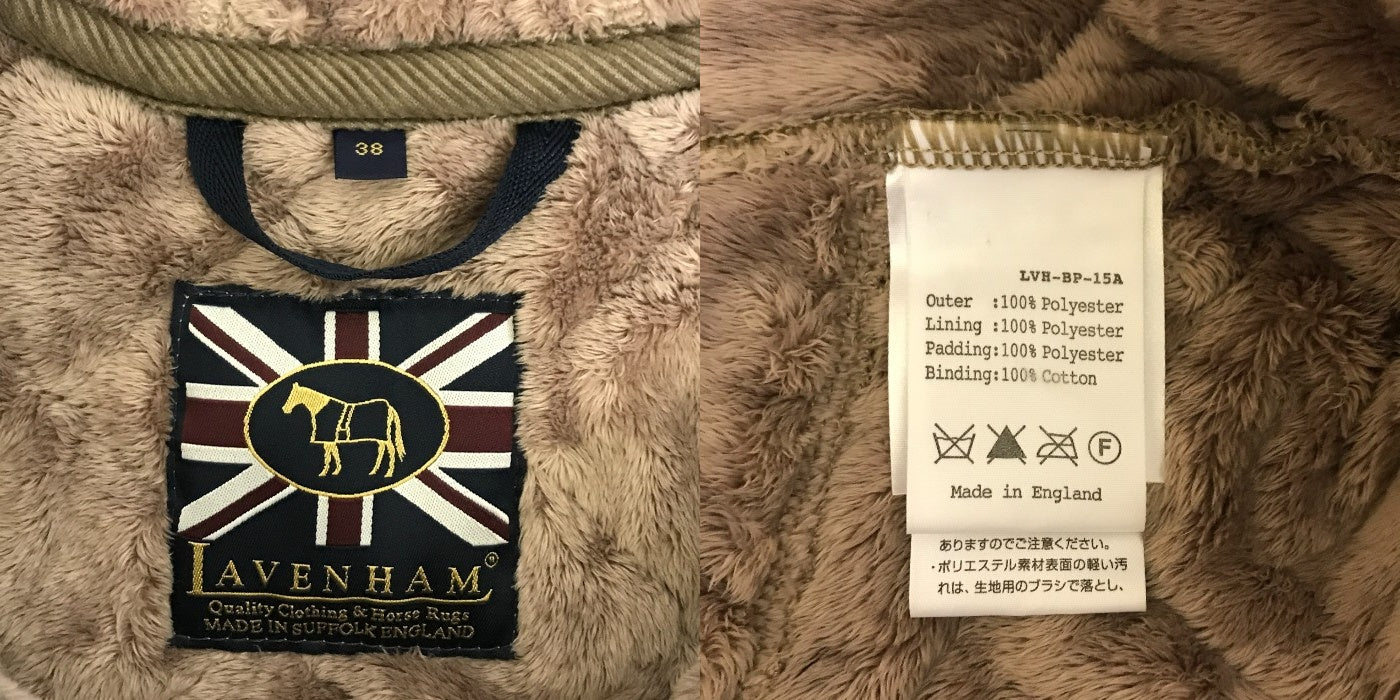 38
LAVENHAM®
Quality Clothing & Horse Rugs
MADE IN SUFFOLK ENGLAND
LVH-BP-15A
Outer :100% Polyester
Lining :100% Polyester
Padding:100% Polyester
Binding:100% Cotton
F
Made in England
ありますのでご注意ください。
・ポリエステル素材表面の軽い汚
れは、生地用のブラシで落とし、